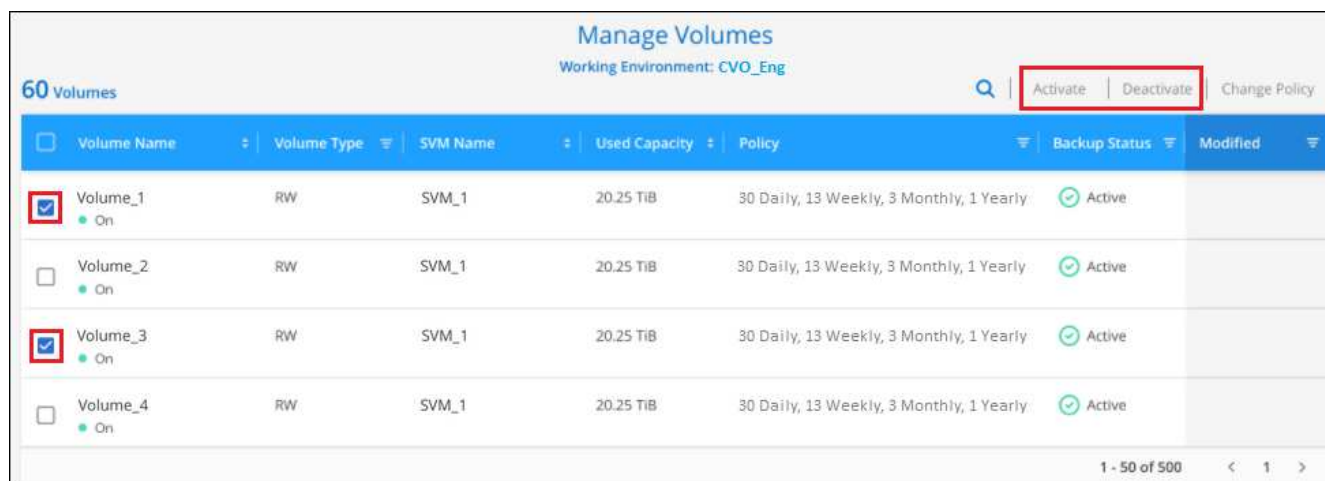 Manage Volumes
Working Environment: CVO_Eng
60 Volumes
Activate | Deactivate | Change Policy
Volume Name Volume Type SVM Name Used Capacity Policy Backup Status Modified
Volume_1 RW SVM_1 20.25 TiB 30 Daily, 13 Weekly, 3 Monthly, 1 Yearly Active
On
Volume_2 RW SVM_1 20.25 TiB 30 Daily, 13 Weekly, 3 Monthly, 1 Yearly Active
On
Volume_3 RW SVM_1 20.25 TiB 30 Daily, 13 Weekly, 3 Monthly, 1 Yearly Active
On
Volume_4 RW SVM_1 20.25 TiB 30 Daily, 13 Weekly, 3 Monthly, 1 Yearly Active
On
1 - 50 of 500 < 1 >